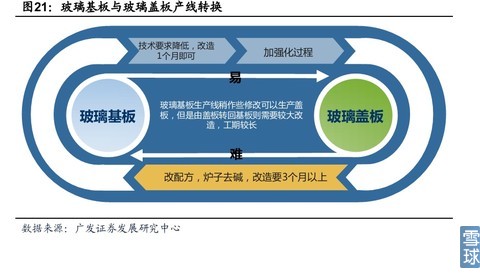 图21：玻璃基板与玻璃盖板产线转换
技术要求降低，改造
1个月即可
加强化过程
易
玻璃基板
玻璃基板生产线稍作些修改可以生产盖
板，但是由盖板转回基板则需要较大改
造，工期较长
玻璃盖板
难
改配方，炉子去碱，改造要3个月以上
数据来源：广发证券发展研究中心
雪球